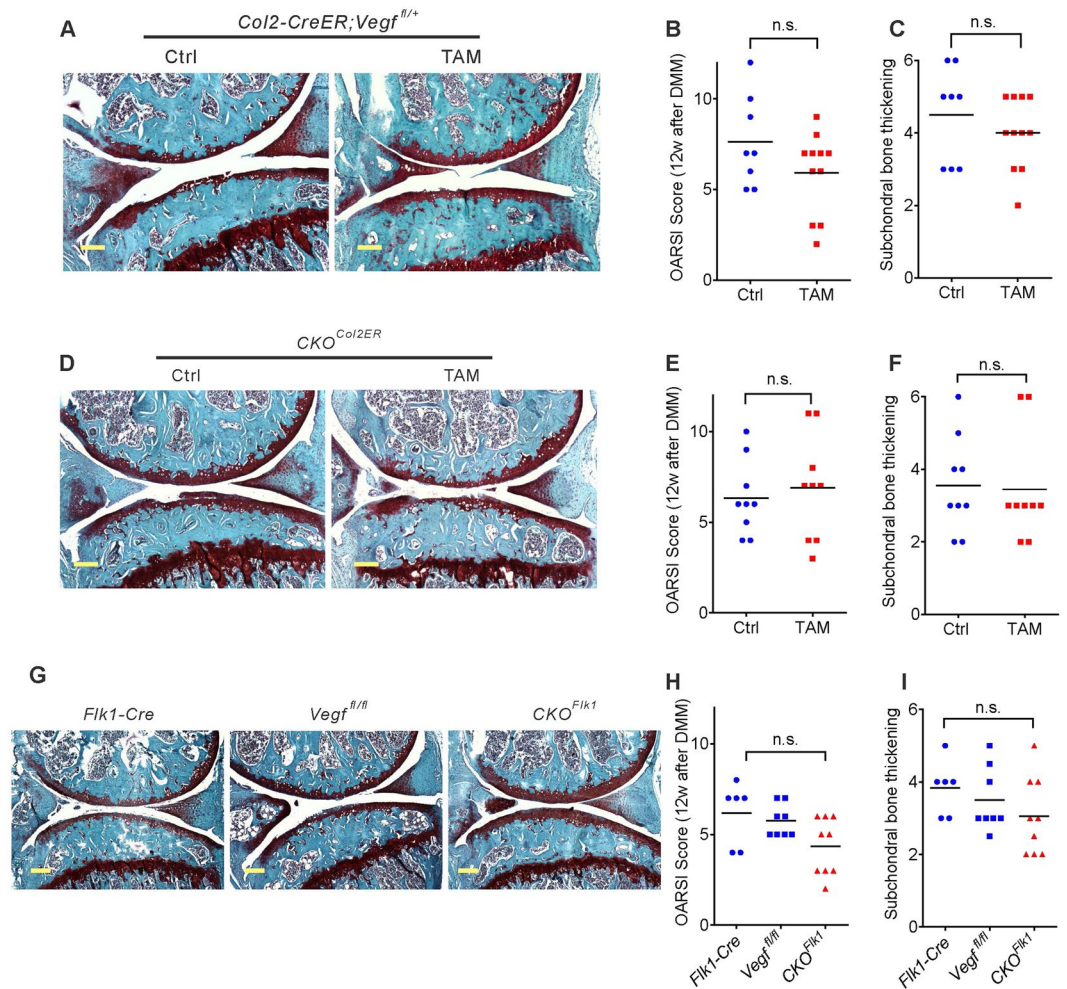 A
Col2-CreER;Vegf fl/+
Ctrl
TAM
B
n.s.
OARSI Score (12w after DMM)
10
5
0
Ctrl
TAM
C
n.s.
Subchondral bone thickening
6
4
2
0
Ctrl
TAM
D
CKO Col2ER
Ctrl
TAM
E
n.s.
OARSI Score (12w after DMM)
10
5
0
Ctrl
TAM
F
n.s.
Subchondral bone thickening
6
4
2
0
Ctrl
TAM
G
Flk1-Cre
Vegf fl/fl
CKO Flk1
H
n.s.
OARSI Score (12w after DMM)
10
5
0
Flk1-Cre
Vegf fl/fl
CKO Flk1
I
n.s.
Subchondral bone thickening
6
4
2
0
Flk1-Cre
Vegf fl/fl
CKO Flk1